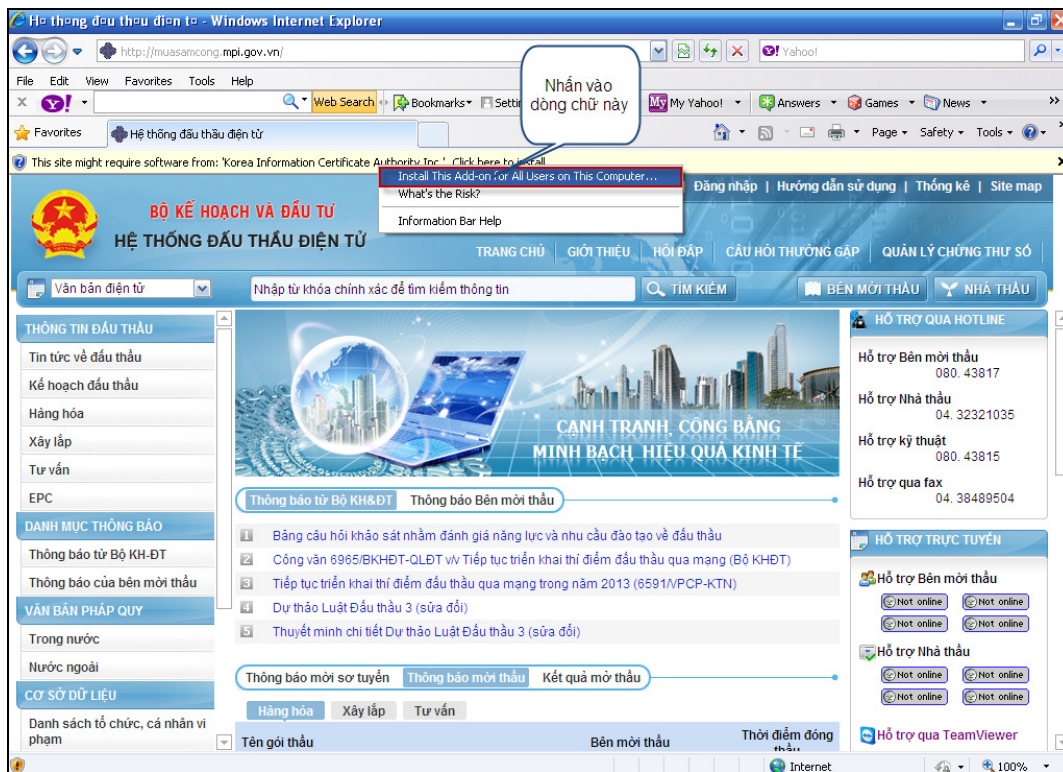 Hệ thống đấu thầu điện tử - Windows Internet Explorer
http://muasamcong.mpi.gov.vn/
Yahoo!
File Edit View Favorites Tools Help
Nhấn vào
dòng chữ này
Web Search
Bookmarks
My Yahoo!
Answers
Games
News
Favorites
Hệ thống đấu thầu điện tử
Page
Safety
Tools
This site might require software from: 'Korea Information Certificate Authority Inc.'. Click here to install
Install This Add-on for All Users on This Computer...
What's the Risk?
Information Bar Help
Đăng nhập | Hướng dẫn sử dụng | Thống kê | Site map
BỘ KẾ HOẠCH VÀ ĐẦU TƯ
HỆ THỐNG ĐẤU THẦU ĐIỆN TỬ
TRANG CHỦ | GIỚI THIỆU | HỎI ĐÁP | CÂU HỎI THƯỜNG GẶP | QUẢN LÝ CHỨNG THƯ SỐ
Văn bản điện tử
Nhập từ khóa chính xác để tìm kiếm thông tin
TÌM KIẾM
BÊN MỜI THẦU
NHÀ THẦU
THÔNG TIN ĐẤU THẦU
Tin tức về đấu thầu
Kế hoạch đấu thầu
Hàng hóa
Xây lắp
Tư vấn
EPC
DANH MỤC THÔNG BÁO
Thông báo từ Bộ KH-ĐT
Thông báo của bên mời thầu
VĂN BẢN PHÁP QUY
Trong nước
Nước ngoài
CƠ SỞ DỮ LIỆU
Danh sách tổ chức, cá nhân vi
phạm
CẠNH TRANH, CÔNG BẰNG
MINH BẠCH, HIỆU QUẢ KINH TẾ
Thông báo từ Bộ KH&ĐT Thông báo Bên mời thầu
1 Bảng câu hỏi khảo sát nhằm đánh giá năng lực và nhu cầu đào tạo về đấu thầu
2 Công văn 6965/BKHĐT-QLĐT v/v Tiếp tục triển khai thí điểm đấu thầu qua mạng (Bộ KHĐT)
3 Tiếp tục triển khai thí điểm đấu thầu qua mạng trong năm 2013 (6591/VPCP-KTN)
4 Dự thảo Luật Đấu thầu 3 (sửa đổi)
5 Thuyết minh chi tiết Dự thảo Luật Đấu thầu 3 (sửa đổi)
Thông báo mời sơ tuyển Thông báo mời thầu Kết quả mở thầu
Hàng hóa Xây lắp Tư vấn
Tên gói thầu
Bên mời thầu
Thời điểm đóng
thầu
HỖ TRỢ QUA HOTLINE
Hỗ trợ Bên mời thầu
080. 43817
Hỗ trợ Nhà thầu
04. 32321035
Hỗ trợ kỹ thuật
080. 43815
Hỗ trợ qua fax
04. 38489504
HỖ TRỢ TRỰC TUYẾN
Hỗ trợ Bên mời thầu
Not online Not online
Not online Not online
Hỗ trợ Nhà thầu
Not online Not online
Not online Not online
Hỗ trợ qua TeamViewer
Internet
100%